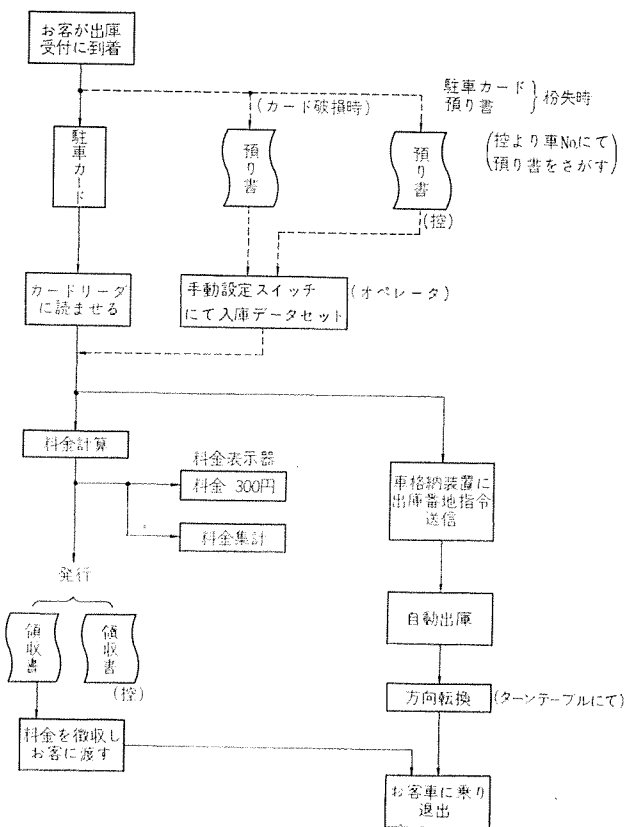 お客が出庫
受付に到着
駐車カード
預り書
紛失時
(カード破損時)
(控より車No.にて
預り書をさがす)
駐車カード
預り書
預り書
(控)
カードリーダ
に読ませる
手動設定スイッチ
にて入庫データセット
(オペレータ)
料金計算
料金表示器
料金 300円
料金集計
車格納装置に
出庫番地指令
送信
発行
領収書
領収書
(控)
自動出庫
方向転換
(ターンテーブルにて)
料金を徴収し
お客に渡す
お客車に乗り
退出